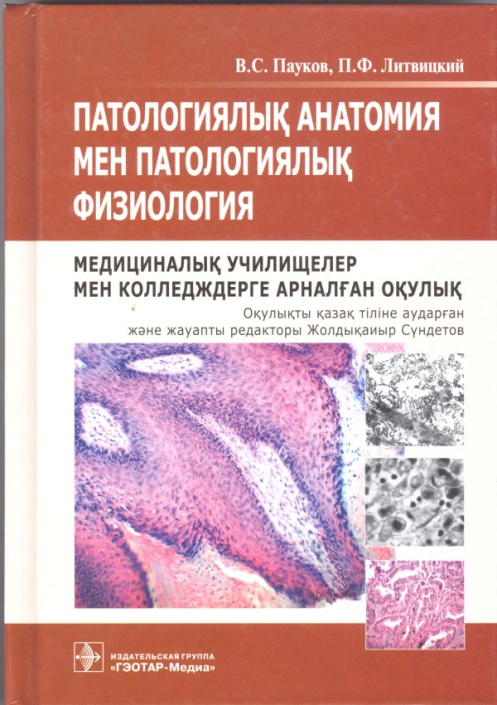 В.С. Пауков, П.Ф. Литвицкий
ПАТОЛОГИЯЛЫҚ АНАТОМИЯ
МЕН ПАТОЛОГИЯЛЫҚ
ФИЗИОЛОГИЯ
МЕДИЦИНАЛЫҚ УЧИЛИЩЕЛЕР
МЕН КОЛЛЕДЖДЕРГЕ АРНАЛҒАН ОҚУЛЫҚ
Оқулықты қазақ тіліне аударған
және жауапты редакторы Жолдықаиыр Сүндетов
ИЗДАТЕЛЬСКАЯ ГРУППА
«ГЭОТАР-Медиа»